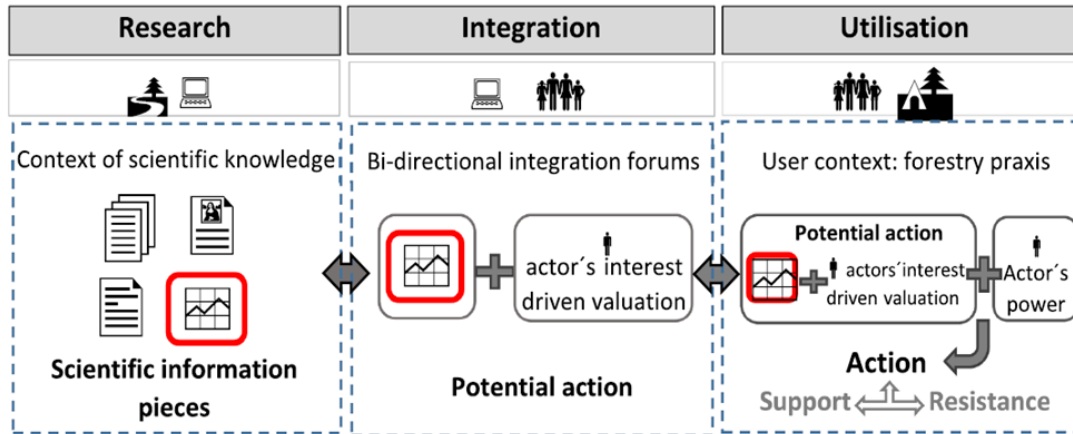 Research
Integration
Utilisation
Context of scientific knowledge
Scientific information
pieces
Bi-directional integration forums
actor´s interest
driven valuation
Potential action
User context: forestry praxis
Potential action
actors´interest
driven valuation
Actor´s
power
Action
Support
Resistance